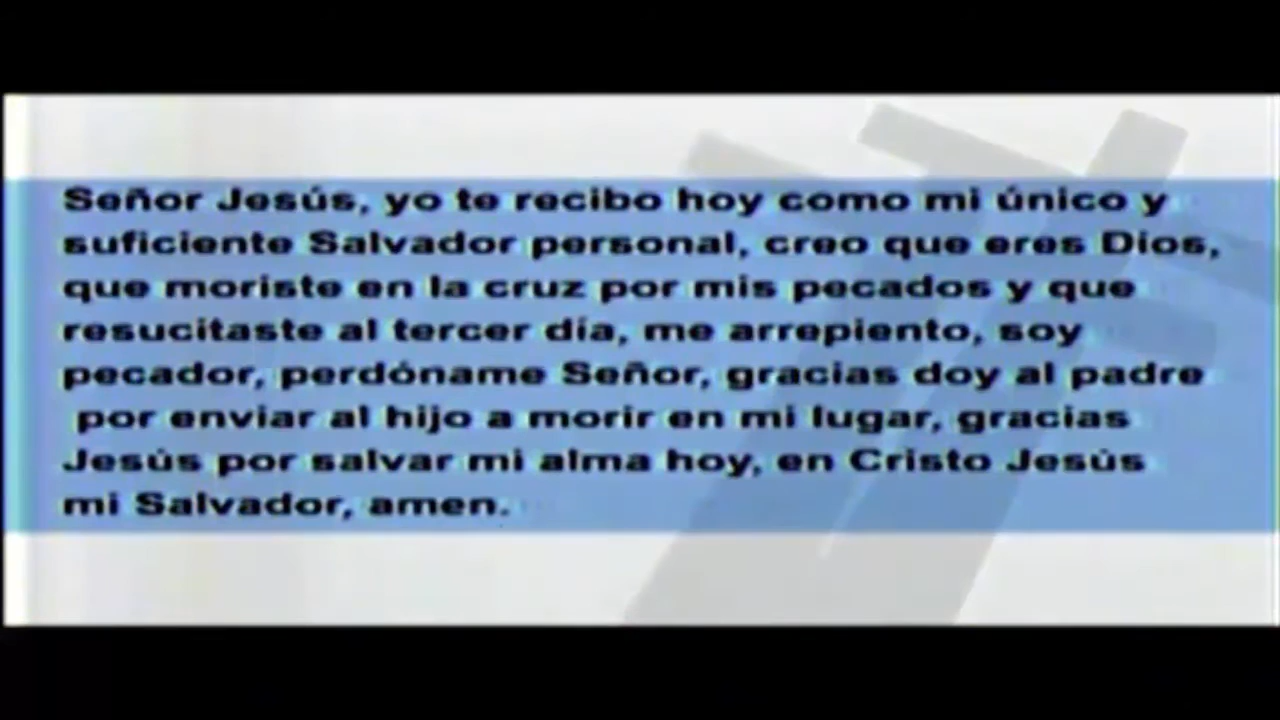 Señor Jesús, yo te recibo hoy como mi único y
suficiente Salvador personal, creo que eres Dios,
que moriste en la cruz por mis pecados y que
resucitaste al tercer día, me arrepiento, soy
pecador, perdóname Señor, gracias doy al padre
por enviar al hijo a morir en mi lugar, gracias
Jesús por salvar mi alma hoy, en Cristo Jesús
mi Salvador, amen.